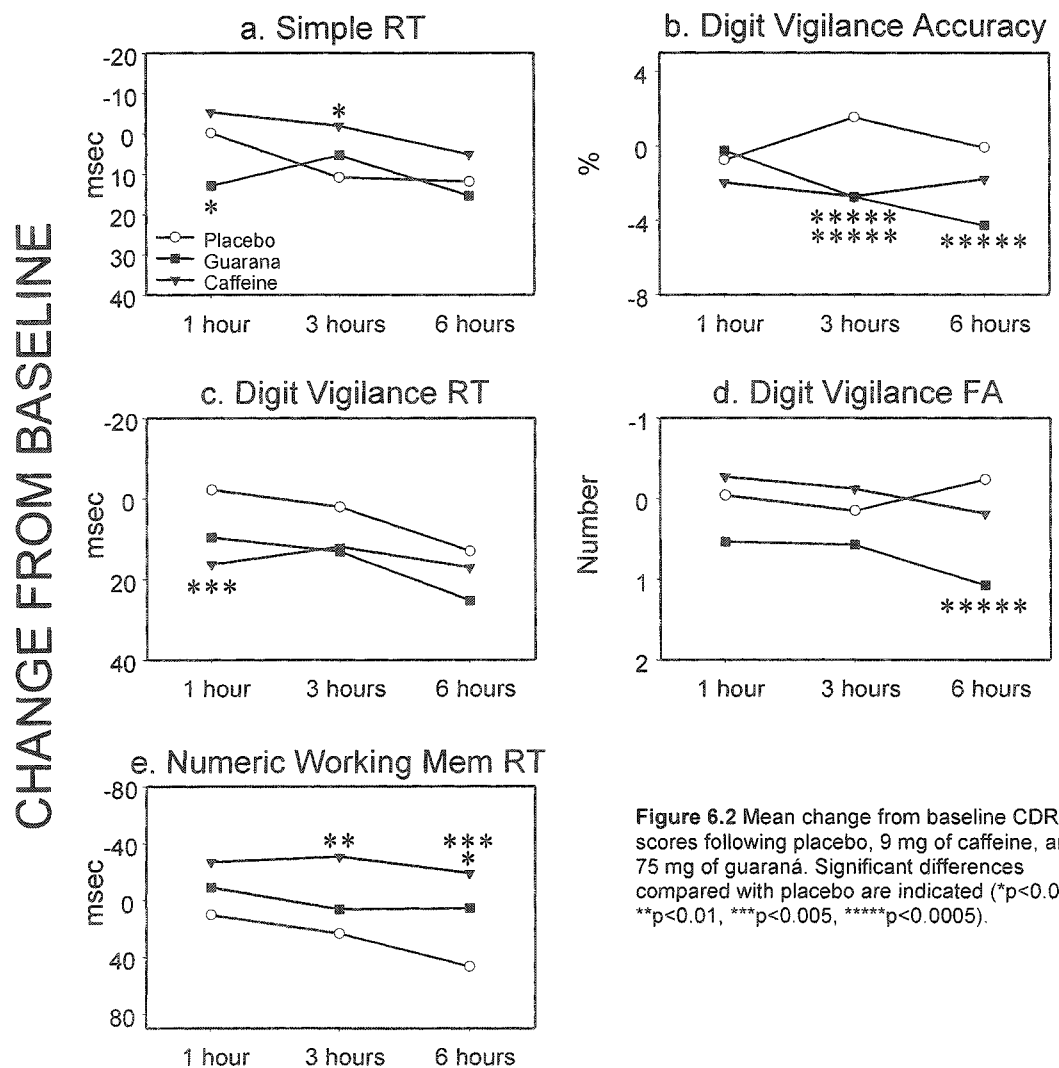 CHANGE FROM BASELINE
a. Simple RT
-20
-10
0
10
20
30
40
msec
*
*
Placebo
Guarana
Caffeine
1 hour 3 hours 6 hours
b. Digit Vigilance Accuracy
4
0
-4
-8
%
*****
*****
*****
1 hour 3 hours 6 hours
c. Digit Vigilance RT
-20
0
20
40
msec
***
1 hour 3 hours 6 hours
d. Digit Vigilance FA
-1
0
1
2
Number
*****
1 hour 3 hours 6 hours
e. Numeric Working Mem RT
-80
-40
0
40
80
msec
**
***
*
1 hour 3 hours 6 hours
Figure 6.2 Mean change from baseline CDR
scores following placebo, 9 mg of caffeine,
75 mg of guaraná. Significant differences
compared with placebo are indicated (*p<0.0
**p<0.01, ***p<0.005, *****p<0.0005).